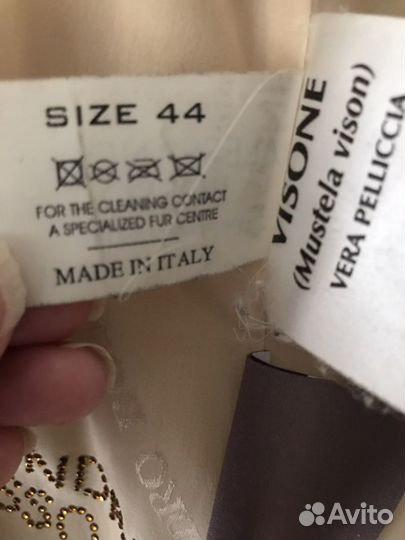 SIZE 44
FOR THE CLEANING CONTACT
A SPECIALIZED FUR CENTRE
MADE IN ITALY
VISONE
(Mustela vison)
VERA PELLICCIA
Avito